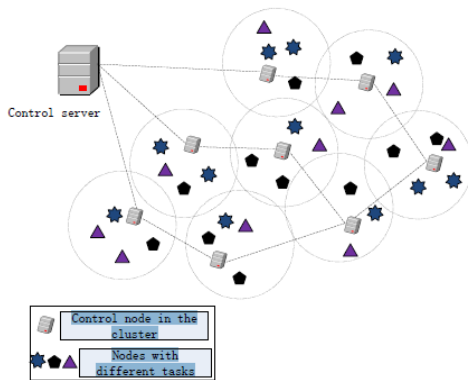 Control server
Control node in the
cluster
Nodes with
different tasks